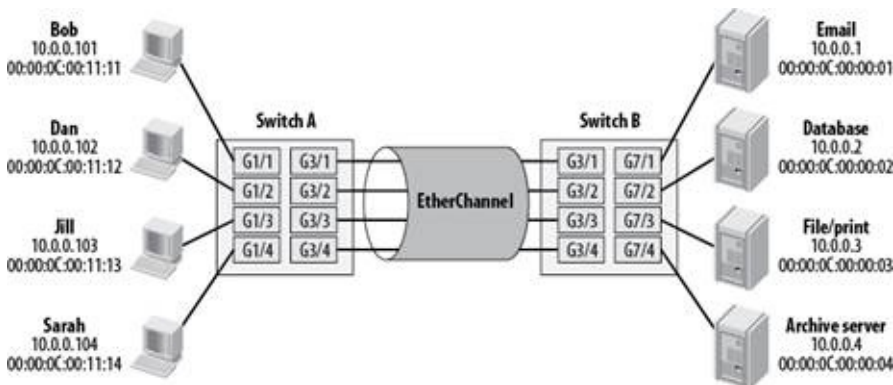 Bob
10.0.0.101
00:00:0C:00:11:11
Dan
10.0.0.102
00:00:0C:00:11:12
Jill
10.0.0.103
00:00:0C:00:11:13
Sarah
10.0.0.104
00:00:0C:00:11:14
Switch A
G1/1 G3/1
G1/2 G3/2
G1/3 G3/3
G1/4 G3/4
EtherChannel
Switch B
G3/1 G7/1
G3/2 G7/2
G3/3 G7/3
G3/4 G7/4
Email
10.0.0.1
00:00:0C:00:00:01
Database
10.0.0.2
00:00:0C:00:00:02
File/print
10.0.0.3
00:00:0C:00:00:03
Archive server
10.0.0.4
00:00:0C:00:00:04